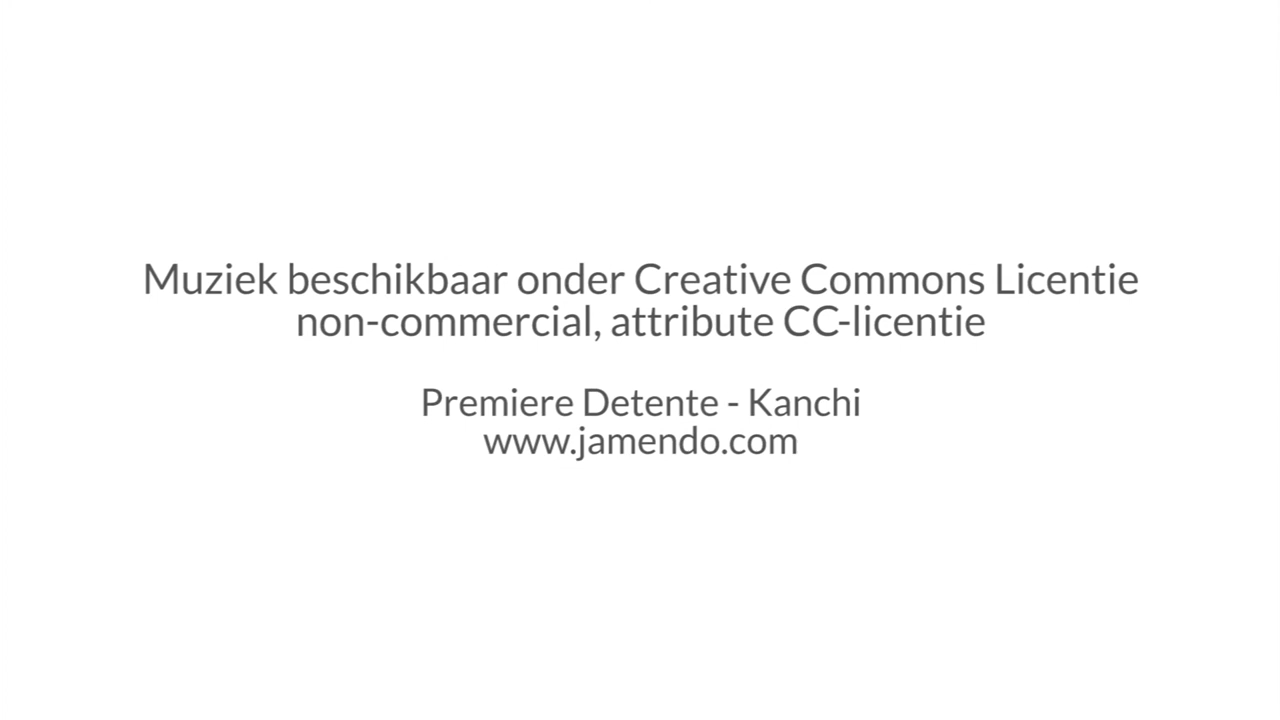 Muziek beschikbaar onder Creative Commons Licentie
non-commercial, attribute CC-licentie
Premiere Detente - Kanchi
www.jamendo.com